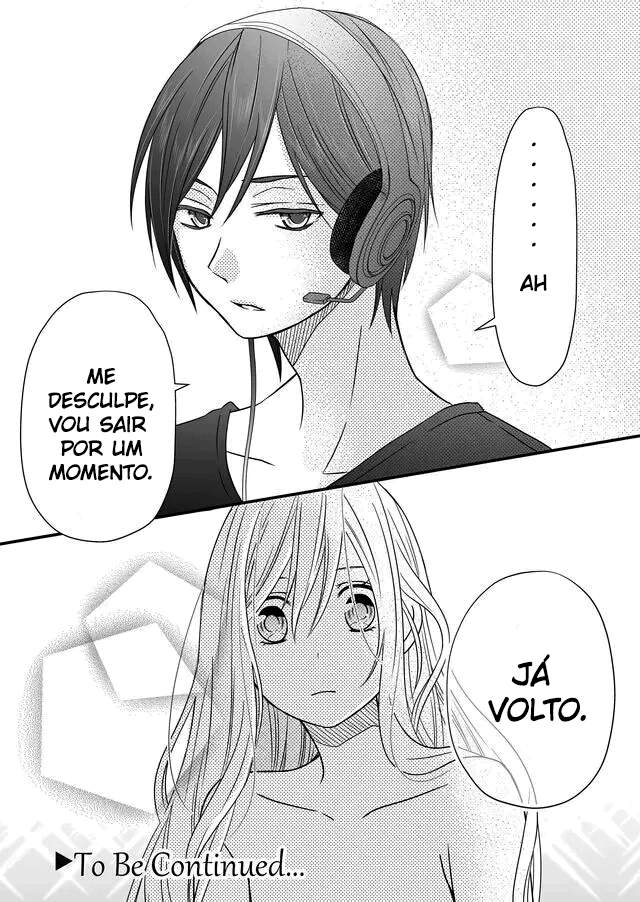 ......
AH
ME
DESCULPE,
VOU SAIR
POR UM
MOMENTO.
JÁ
VOLTO.
▶To Be Continued...